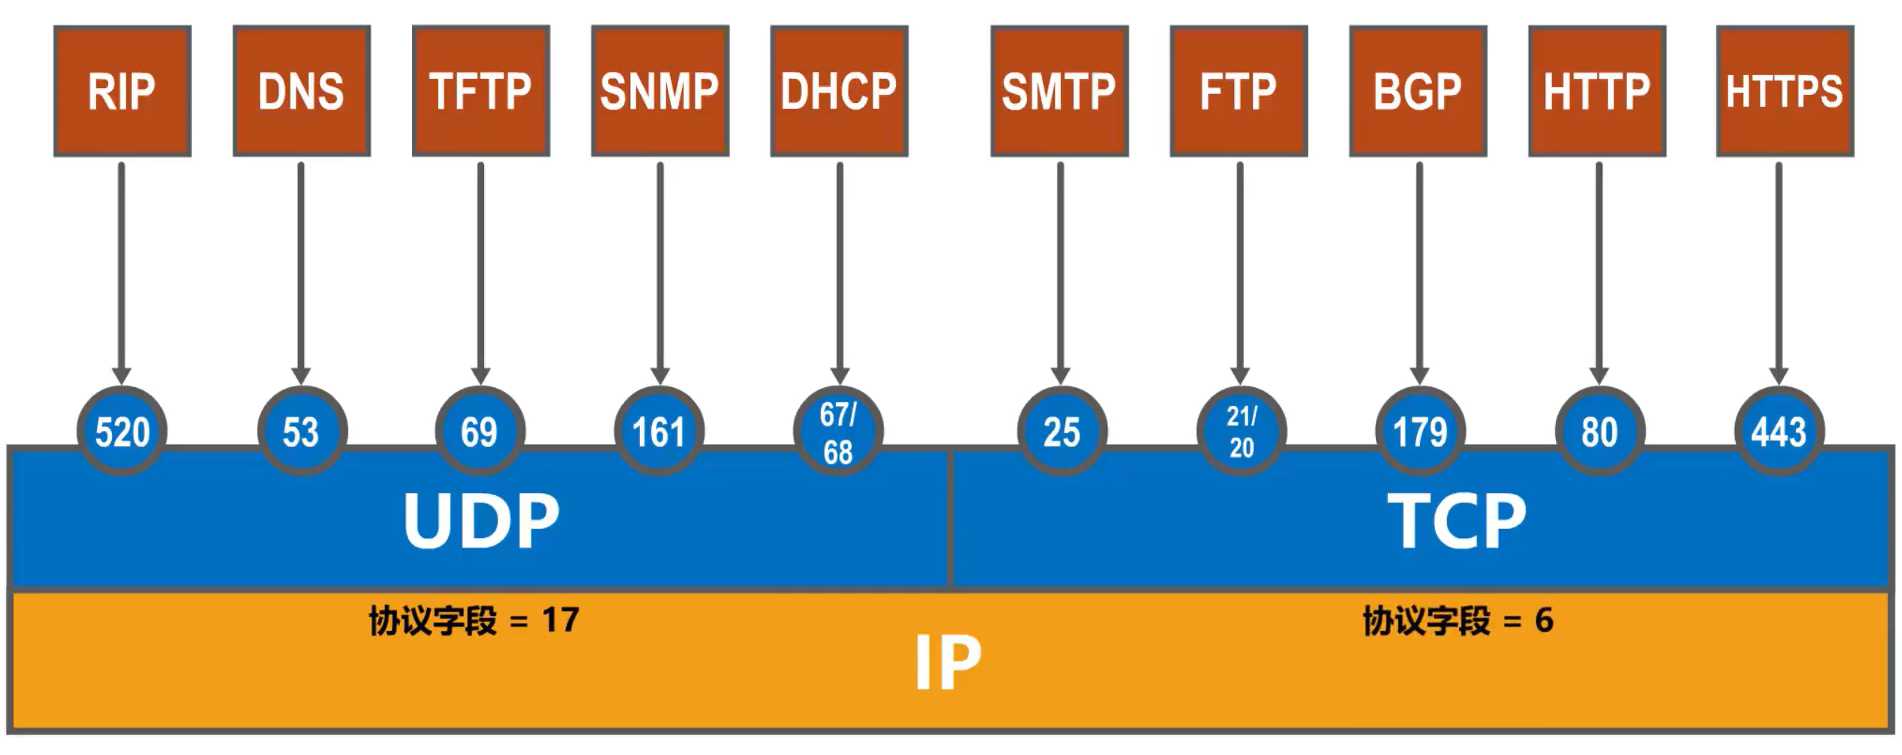 RIP
DNS
TFTP
SNMP
DHCP
SMTP
FTP
BGP
HTTP
HTTPS
520
53
69
161
67/
68
25
21/
20
179
80
443
UDP
TCP
协议字段 = 17
协议字段 = 6
IP